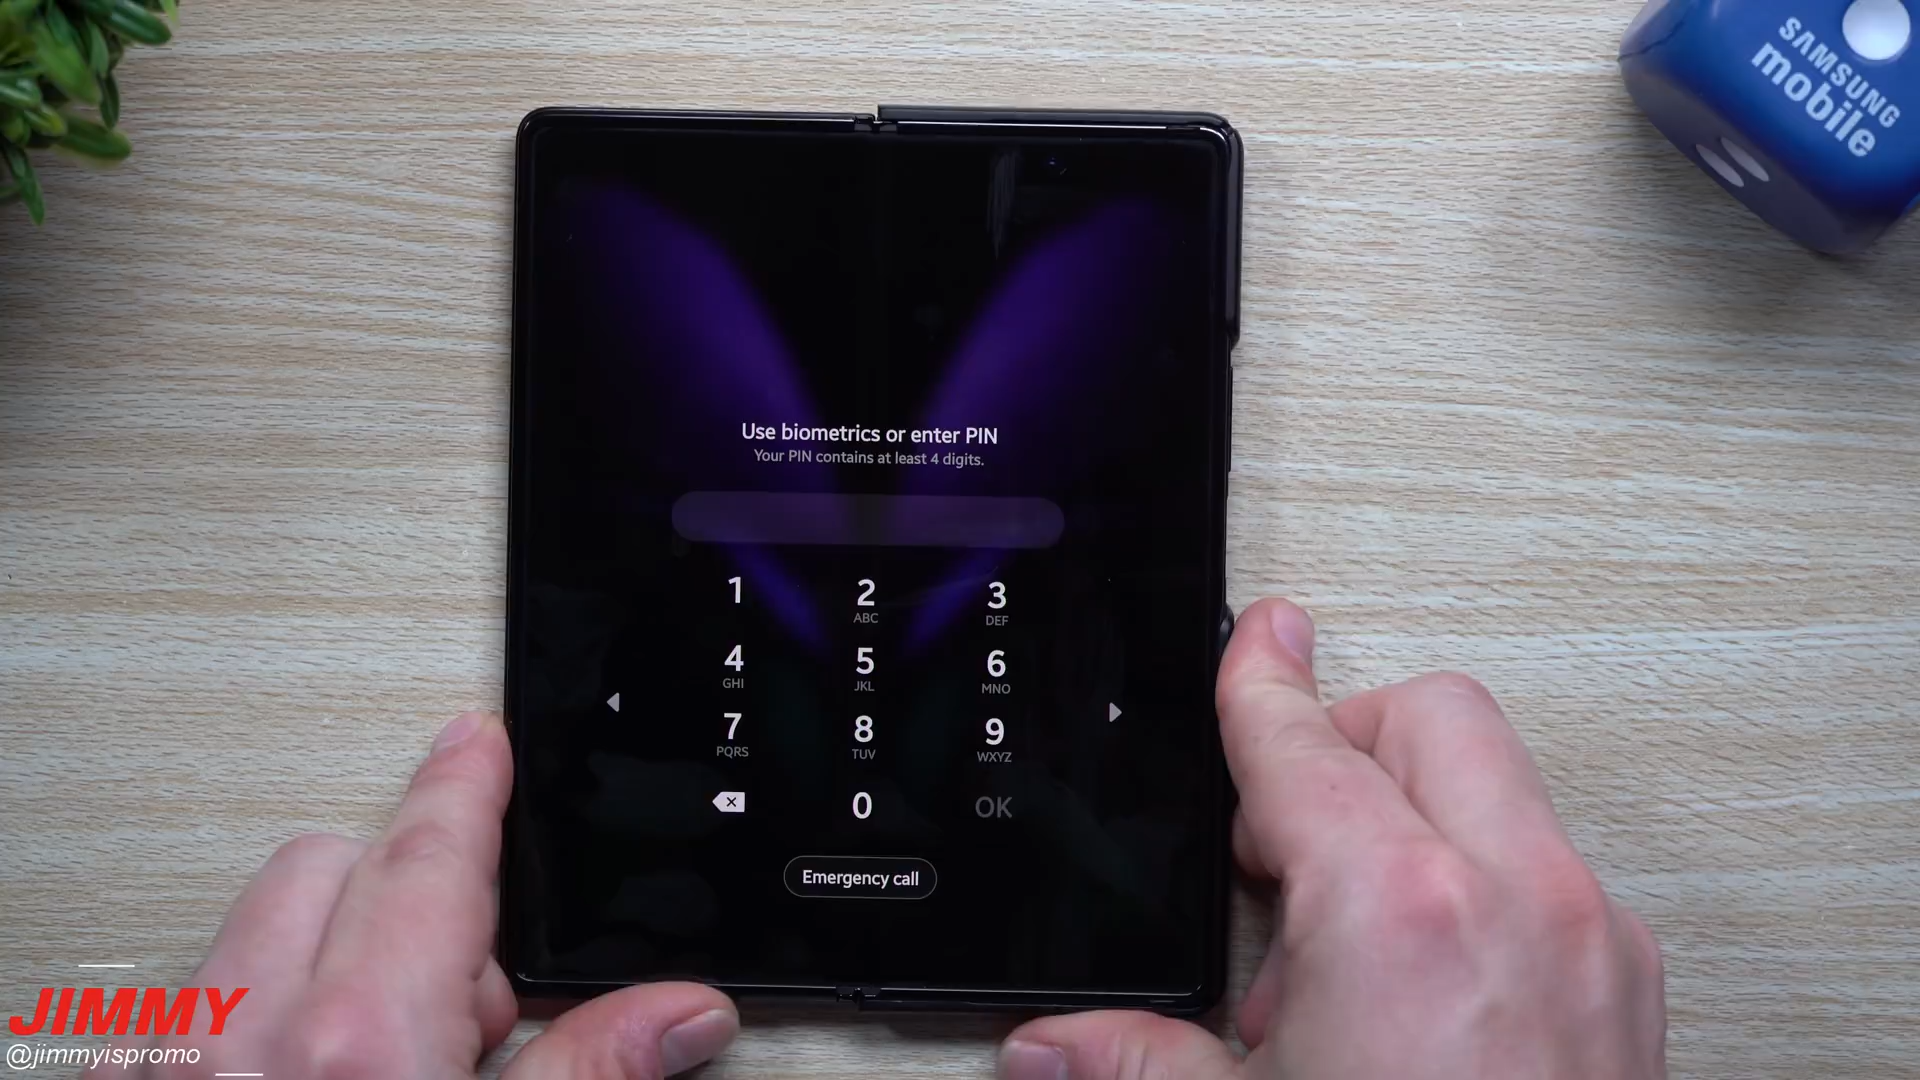 SAMSUNG
mobile
Use biometrics or enter PIN
Your PIN contains at least 4 digits.
1
2
ABC
3
DEF
4
GHI
5
JKL
6
MNO
7
PQRS
8
TUV
9
WXYZ
0
OK
Emergency call
JIMMY
@jimmyispromo